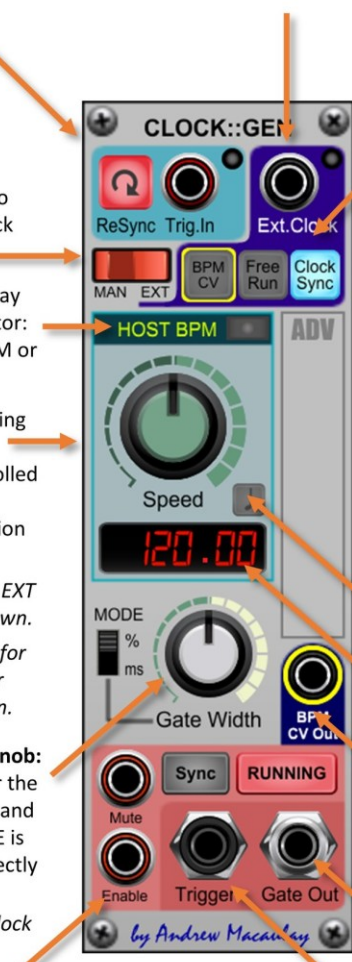 CLOCK::GEN
ReSync Trig.In
Ext.Clock
MAN EXT
BPM CV
Free Run
Clock Sync
HOST BPM
ADV
Speed
120.00
MODE
%
ms
Gate Width
BPM
CV Out
Mute
Sync
RUNNING
Enable
Trigger
Gate Out
by Andrew Macaulay
o
ck
ay
tor:
M or
ing
olled
ion
EXT
wn.
for
r
n.
nob:
r the
and
E is
ectly
lock